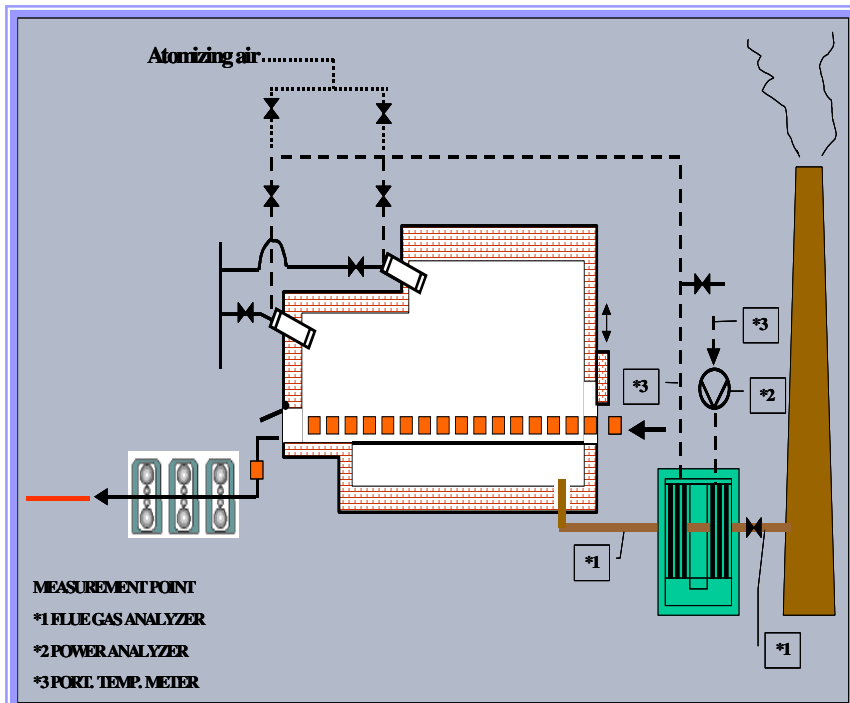 Atomizing air
*3
*3
*2
*1
*1
MEASUREMENT POINT
*1 FLUE GAS ANALYZER
*2 POWER ANALYZER
*3 PORT. TEMP. METER